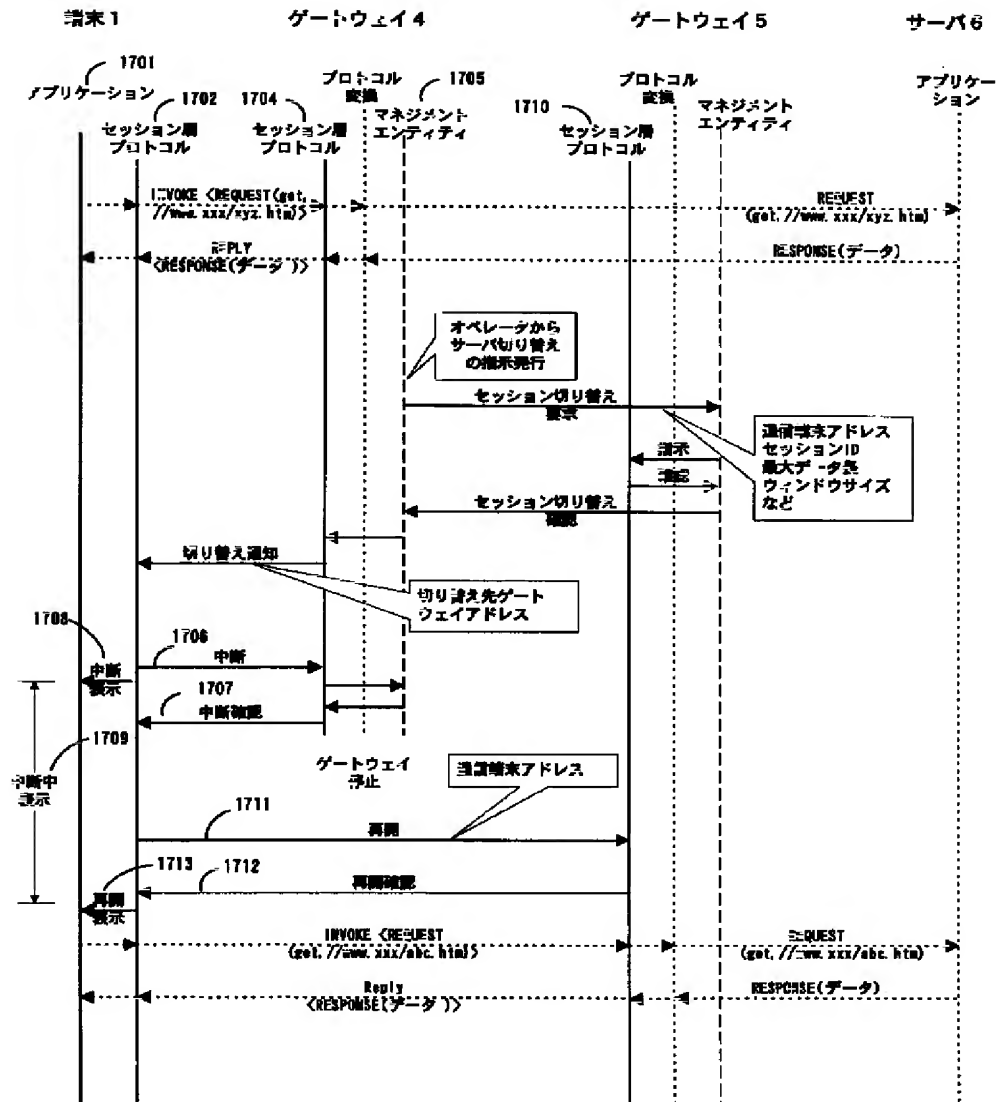 端末1
ゲートウェイ4
ゲートウェイ5
サーバ6
1701
アプリケーション
1702
セッション層
プロトコル
1704
セッション層
プロトコル
プロトコル
変換
1705
マネジメント
エンティティ
1710
セッション層
プロトコル
プロトコル
変換
マネジメント
エンティティ
アプリケー
ション
INVOKE <REQUEST(get,
//www.xxx/xyz.htm)>
REQUEST
(get,//www.xxx/xyz.htm)
REPLY
<RESPONSE(データ)>
RESPONSE(データ)
オペレータから
サーバ切り替え
の指示発行
セッション切り替え
要求
通信端末アドレス
セッションID
最大データ長
ウィンドウサイズ
など
指示
確認
セッション切り替え
確認
切り替え通知
切り替え先ゲート
ウェイアドレス
1708
1706
中断
中断
表示
1707
中断確認
1709
中断中
表示
ゲートウェイ
停止
通信端末アドレス
1711
再開
1713
1712
再開確認
再開
表示
INVOKE <REQUEST
(get,//www.xxx/abc.htm)>
REQUEST
(get,//www.xxx/abc.htm)
Reply
<RESPONSE(データ)>
RESPONSE(データ)